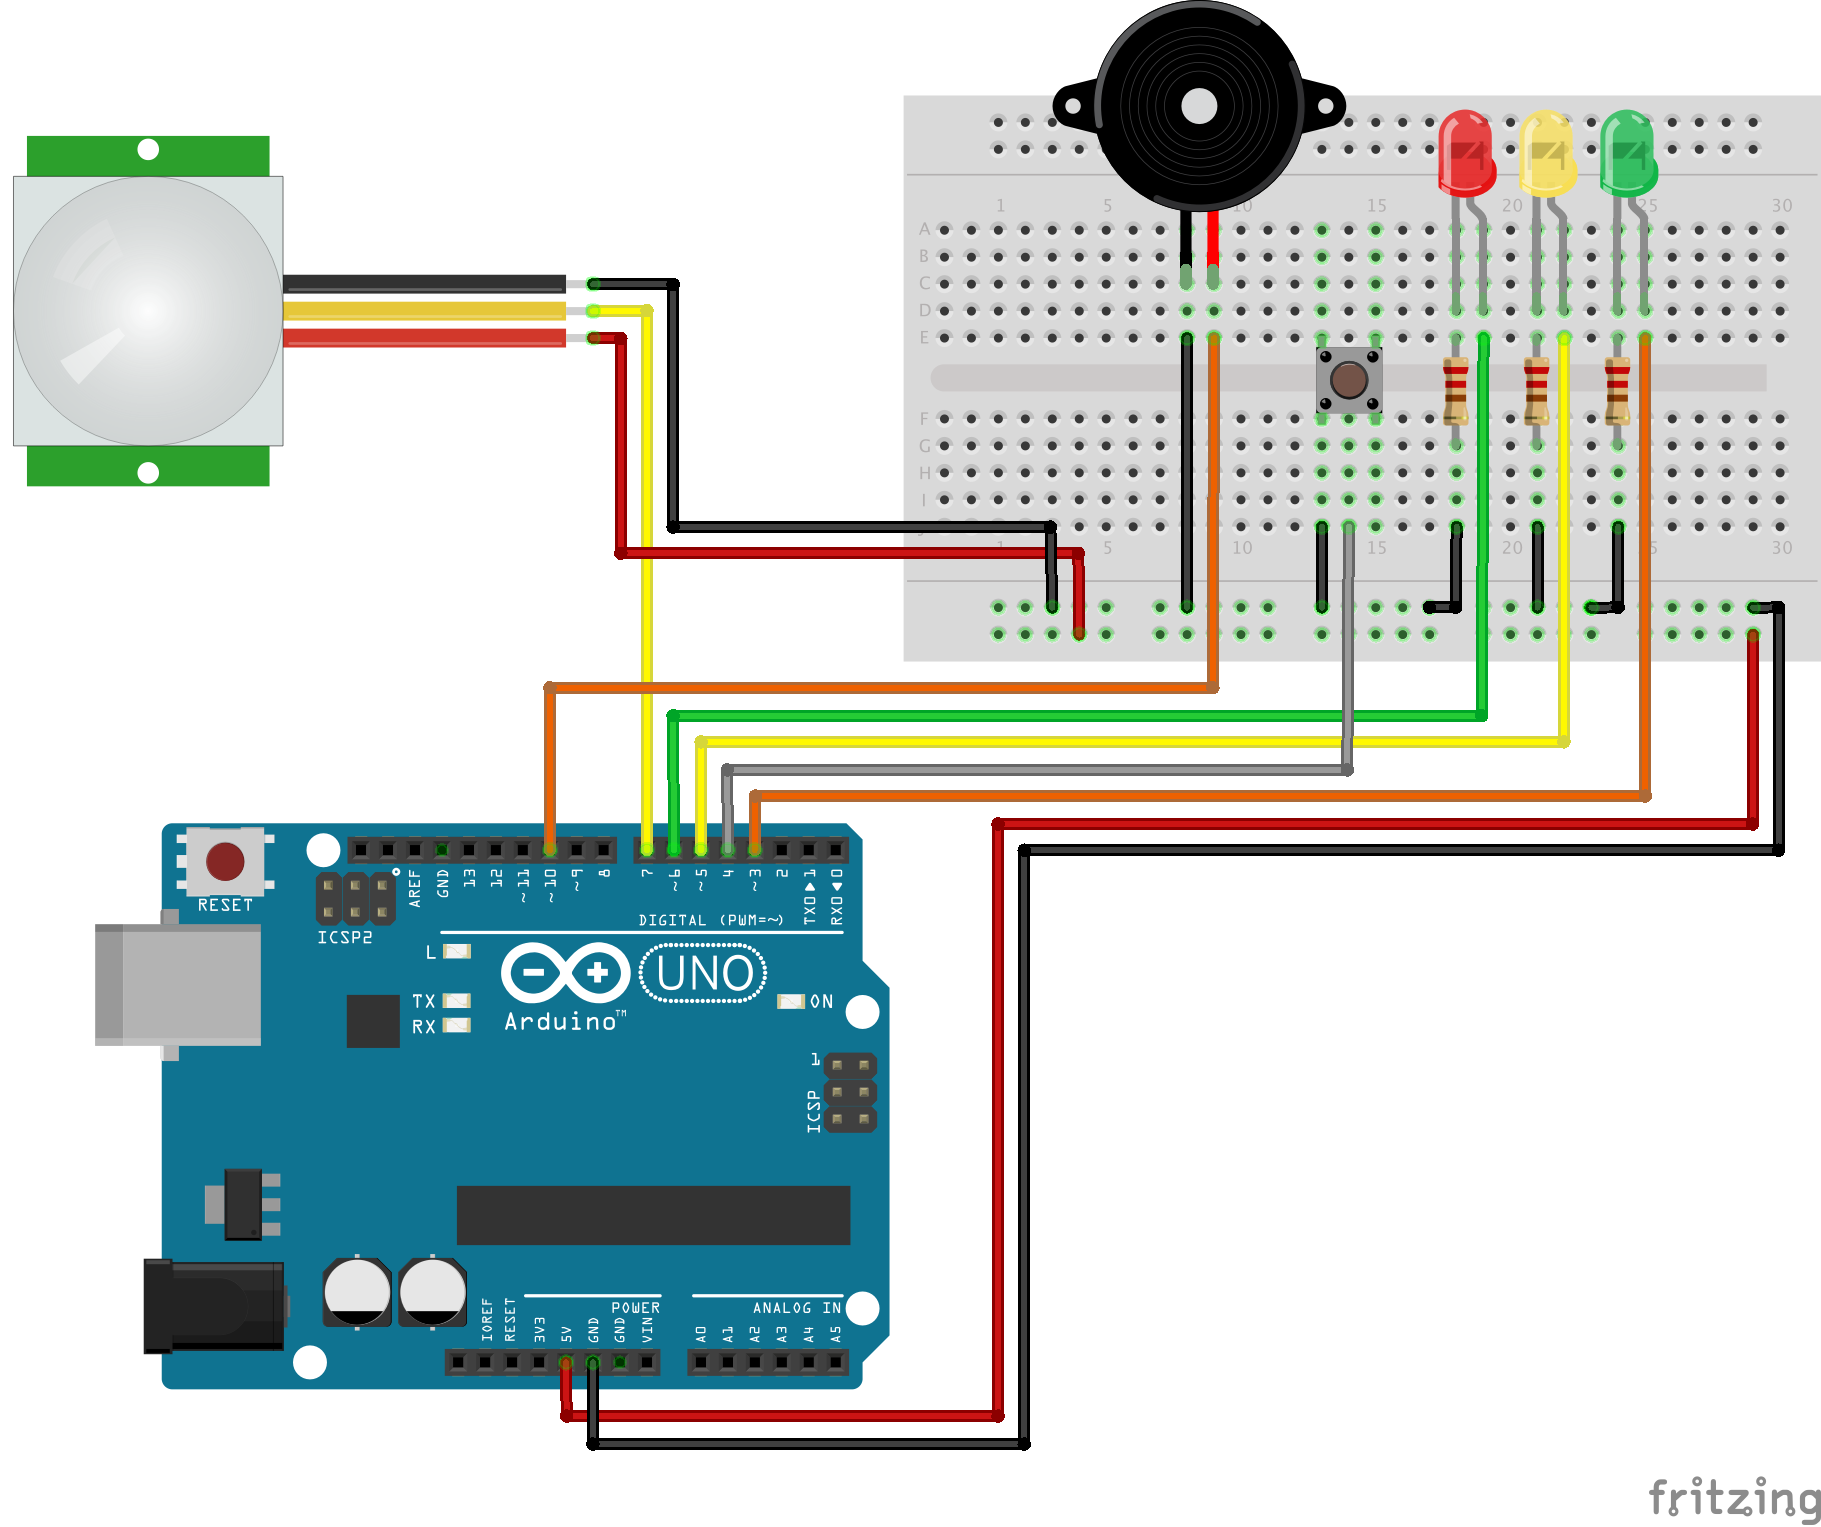 1 5 10 15 20 25 30
A
B
C
D
E
F
G
H
I
J
1 5 10 15 20 25 30
RESET
ICSP2
AREF
GND
13
12
~11
~10
~9
8
7
~6
~5
4
~3
2
TX0▶1
RX0◀0
DIGITAL (PWM=~)
L
TX
RX
Arduino™
UNO
ON
1
ICSP
IOREF
RESET
3V3
5V
GND
GND
VIN
POWER
A0
A1
A2
A3
A4
A5
ANALOG IN
fritzing